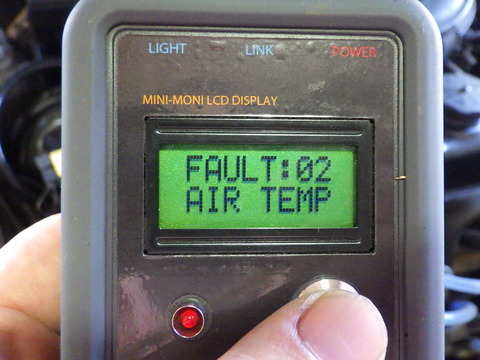 LIGHT LINK POWER
MINI-MONI LCD DISPLAY
FAULT:02
AIR TEMP